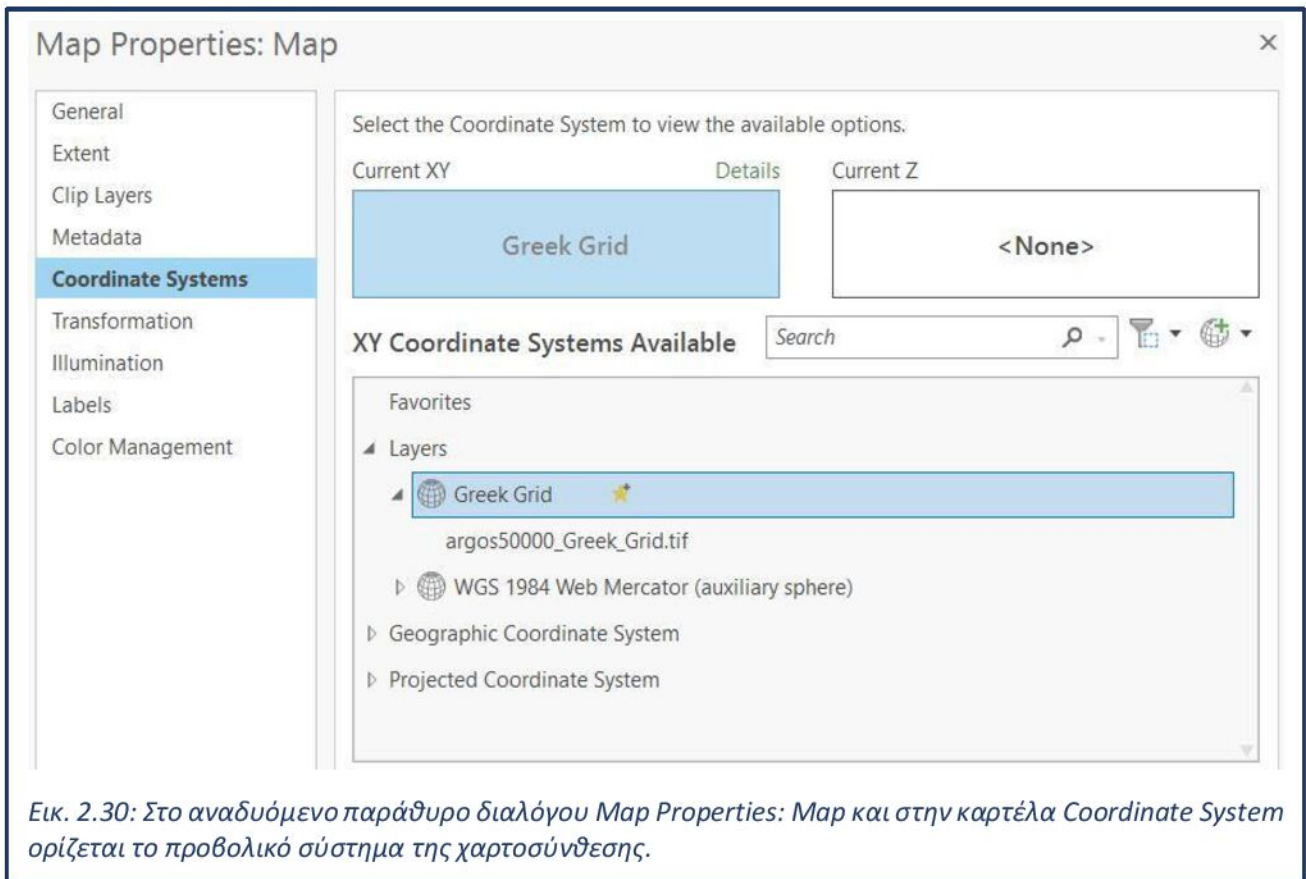 Map Properties: Map
General
Extent
Clip Layers
Metadata
Coordinate Systems
Transformation
Illumination
Labels
Color Management
Select the Coordinate System to view the available options.
Current XY Details Current Z
Greek Grid <None>
XY Coordinate Systems Available Search
Favorites
Layers
Greek Grid
argos50000_Greek_Grid.tif
WGS 1984 Web Mercator (auxiliary sphere)
Geographic Coordinate System
Projected Coordinate System
Εικ. 2.30: Στο αναδυόμενο παράθυρο διαλόγου Map Properties: Map και στην καρτέλα Coordinate System
ορίζεται το προβολικό σύστημα της χαρτοσύνθεσης.